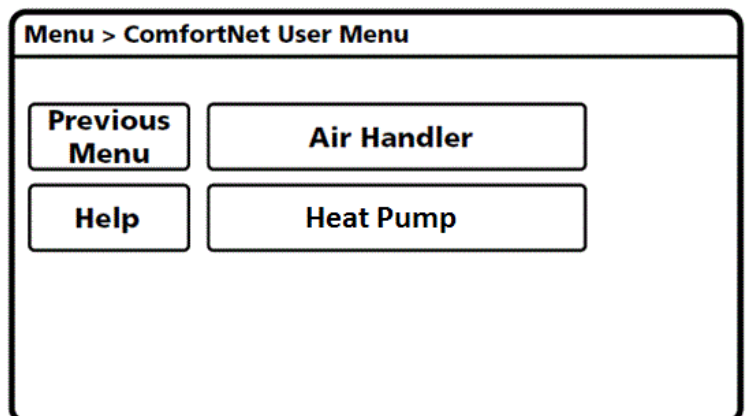 Menu > ComfortNet User Menu
Previous
Menu
Air Handler
Help
Heat Pump